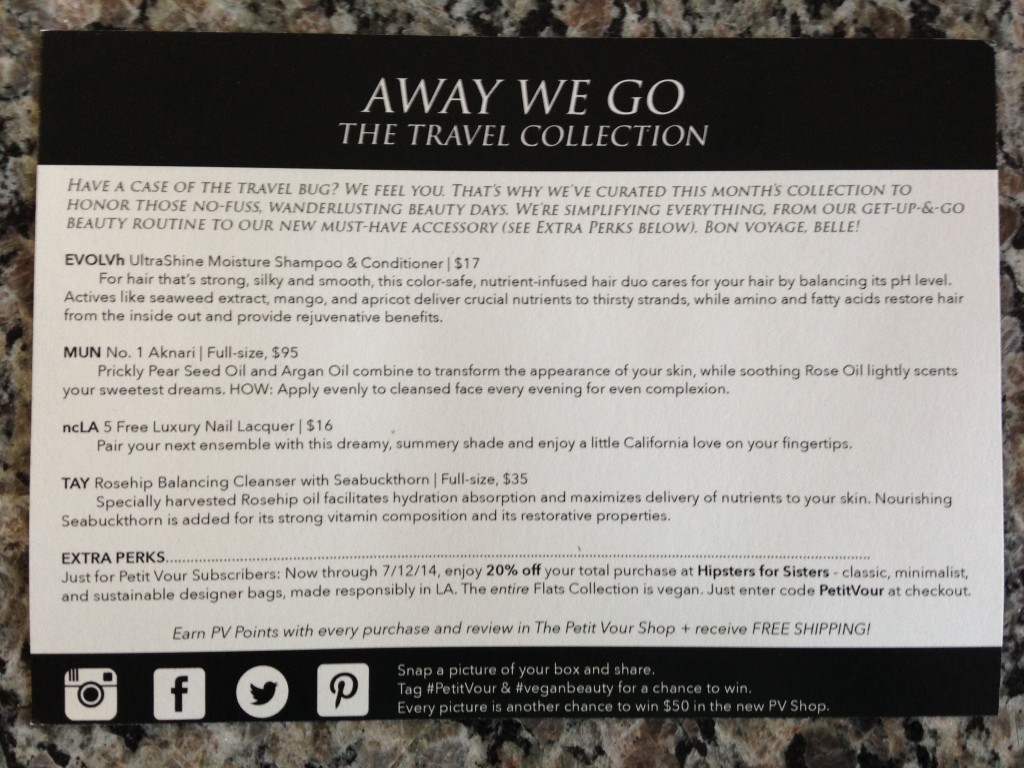 AWAY WE GO
THE TRAVEL COLLECTION
HAVE A CASE OF THE TRAVEL BUG? WE FEEL YOU. THAT'S WHY WE'VE CURATED THIS MONTH'S COLLECTION TO
HONOR THOSE NO-FUSS, WANDERLUSTING BEAUTY DAYS. WE'RE SIMPLIFYING EVERYTHING, FROM OUR GET-UP-&-GO
BEAUTY ROUTINE TO OUR NEW MUST-HAVE ACCESSORY (SEE EXTRA PERKS BELOW). BON VOYAGE, BELLE!
EVOLVh UltraShine Moisture Shampoo & Conditioner | $17
For hair that's strong, silky and smooth, this color-safe, nutrient-infused hair duo cares for your hair by balancing its pH level.
Actives like seaweed extract, mango, and apricot deliver crucial nutrients to thirsty strands, while amino and fatty acids restore hair
from the inside out and provide rejuvenative benefits.
MUN No. 1 Aknari | Full-size, $95
Prickly Pear Seed Oil and Argan Oil combine to transform the appearance of your skin, while soothing Rose Oil lightly scents
your sweetest dreams. HOW: Apply evenly to cleansed face every evening for even complexion.
ncLA 5 Free Luxury Nail Lacquer | $16
Pair your next ensemble with this dreamy, summery shade and enjoy a little California love on your fingertips.
TAY Rosehip Balancing Cleanser with Seabuckthorn | Full-size, $35
Specially harvested Rosehip oil facilitates hydration absorption and maximizes delivery of nutrients to your skin. Nourishing
Seabuckthorn is added for its strong vitamin composition and its restorative properties.
EXTRA PERKS........................................................................
Just for Petit Vour Subscribers: Now through 7/12/14, enjoy 20% off your total purchase at Hipsters for Sisters - classic, minimalist,
and sustainable designer bags, made responsibly in LA. The entire Flats Collection is vegan. Just enter code PetitVour at checkout.
Earn PV Points with every purchase and review in The Petit Vour Shop + receive FREE SHIPPING!
Snap a picture of your box and share.
Tag #PetitVour & #veganbeauty for a chance to win.
Every picture is another chance to win $50 in the new PV Shop.